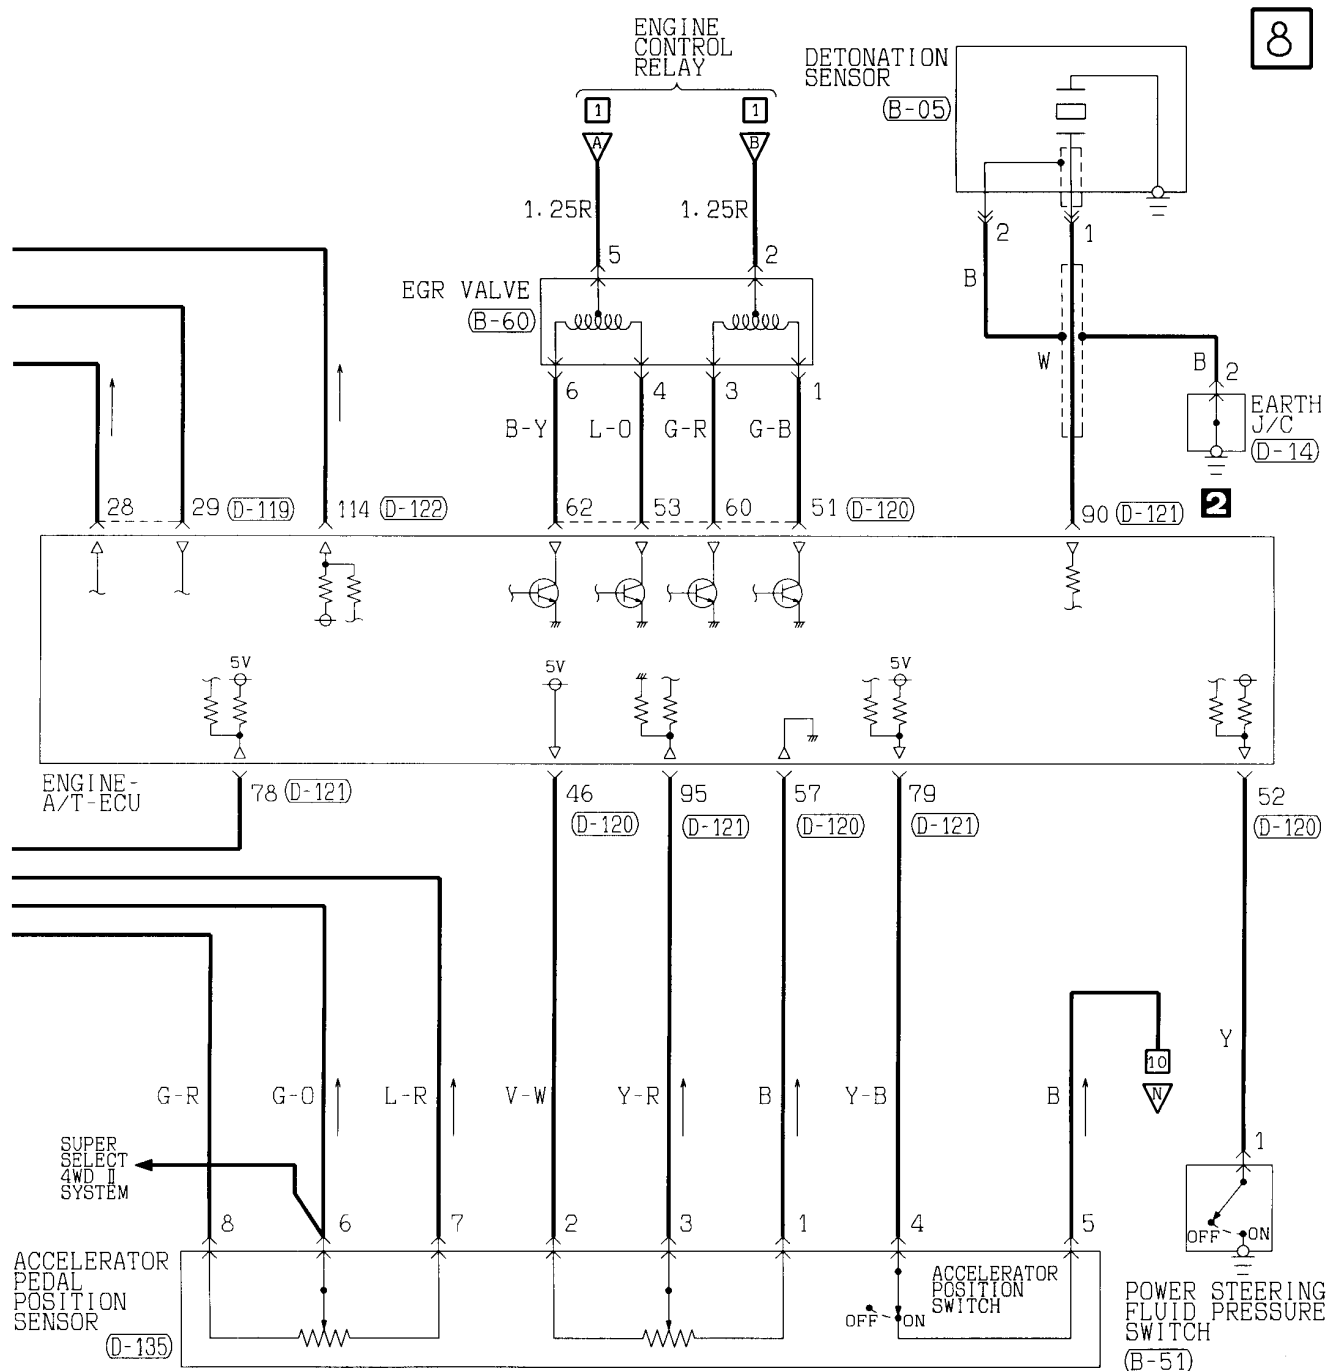 8
ENGINE
CONTROL
RELAY
DETONATION
SENSOR
(B-05)
1
1
A
B
1.25R
1.25R
5
2
2
1
EGR VALVE
(B-60)
B
W
B
2
EARTH
J/C
(D-14)
2
6
4
3
1
B-Y
L-O
G-R
G-B
28
29 (D-119)
114 (D-122)
62
53
60
51 (D-120)
90 (D-121)
5V
5V
5V
ENGINE-
A/T-ECU
78 (D-121)
46
(D-120)
95
(D-121)
57
(D-120)
79
(D-121)
52
(D-120)
G-R
G-O
L-R
V-W
Y-R
B
Y-B
B
10
N
Y
SUPER
SELECT
4WD II
SYSTEM
8
6
7
2
3
1
4
5
1
OFF
ON
ACCELERATOR
PEDAL
POSITION
SENSOR
(D-135)
ACCELERATOR
POSITION
SWITCH
OFF
ON
POWER STEERING
FLUID PRESSURE
SWITCH
(B-51)